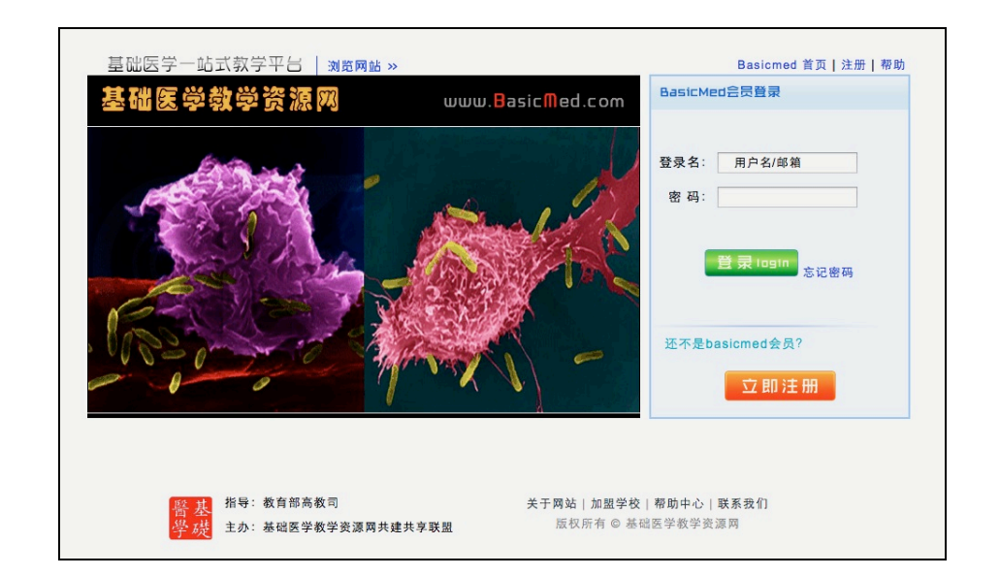 基础医学一站式教学平台 | 浏览网站 »
Basicmed 首页 | 注册 | 帮助
基础医学教学资源网
www.BasicMed.com
BasicMed会员登录
登录名： 用户名/邮箱
密 码：
登录 login
忘记密码
还不是basicmed会员?
立即注册
醫基
學礎
指导：教育部高教司
主办：基础医学教学资源网共建共享联盟
关于网站 | 加盟学校 | 帮助中心 | 联系我们
版权所有 © 基础医学教学资源网